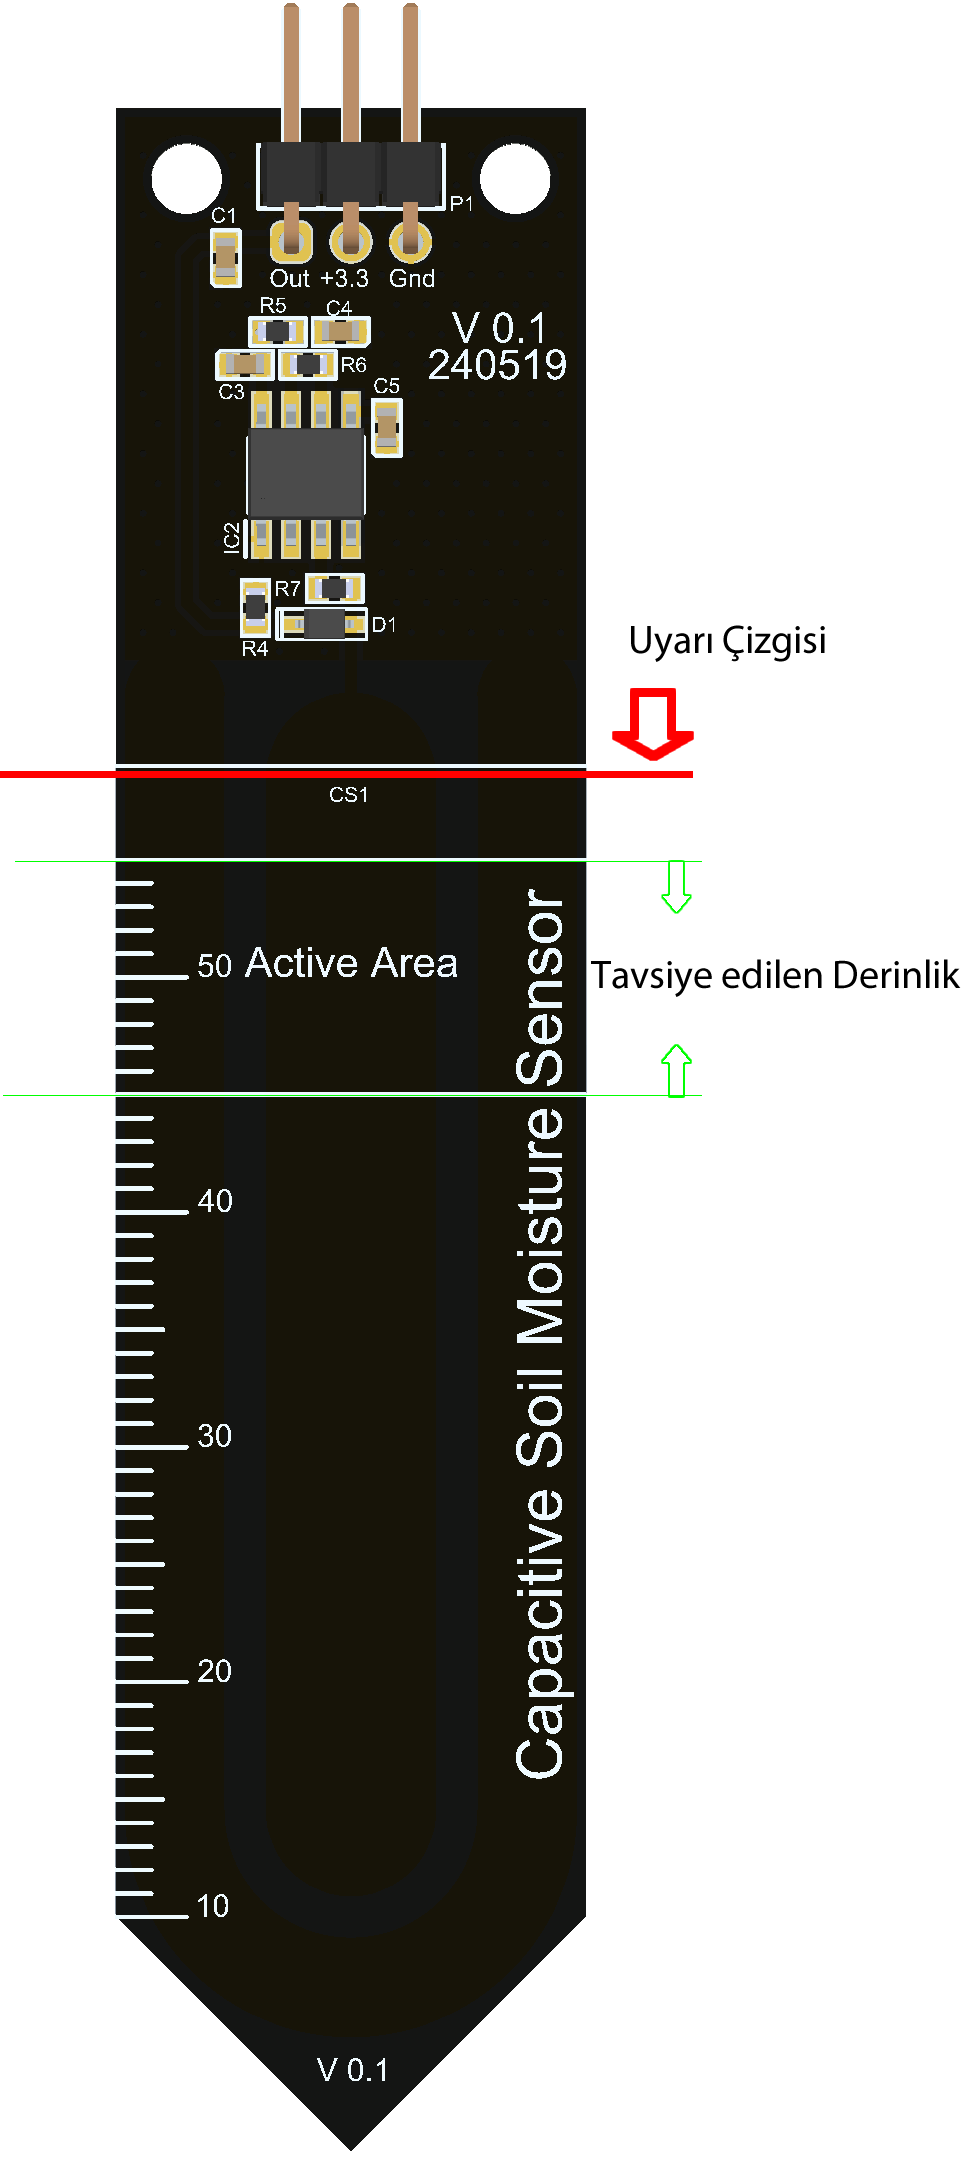 P1
C1
Out +3.3 Gnd
R5
C4
V 0.1
240519
R6
C3
C5
IC2
R7
D1
R4
Uyarı Çizgisi
CS1
50 Active Area
Tavsiye edilen Derinlik
Capacitive Soil Moisture Sensor
40
30
20
10
V 0.1